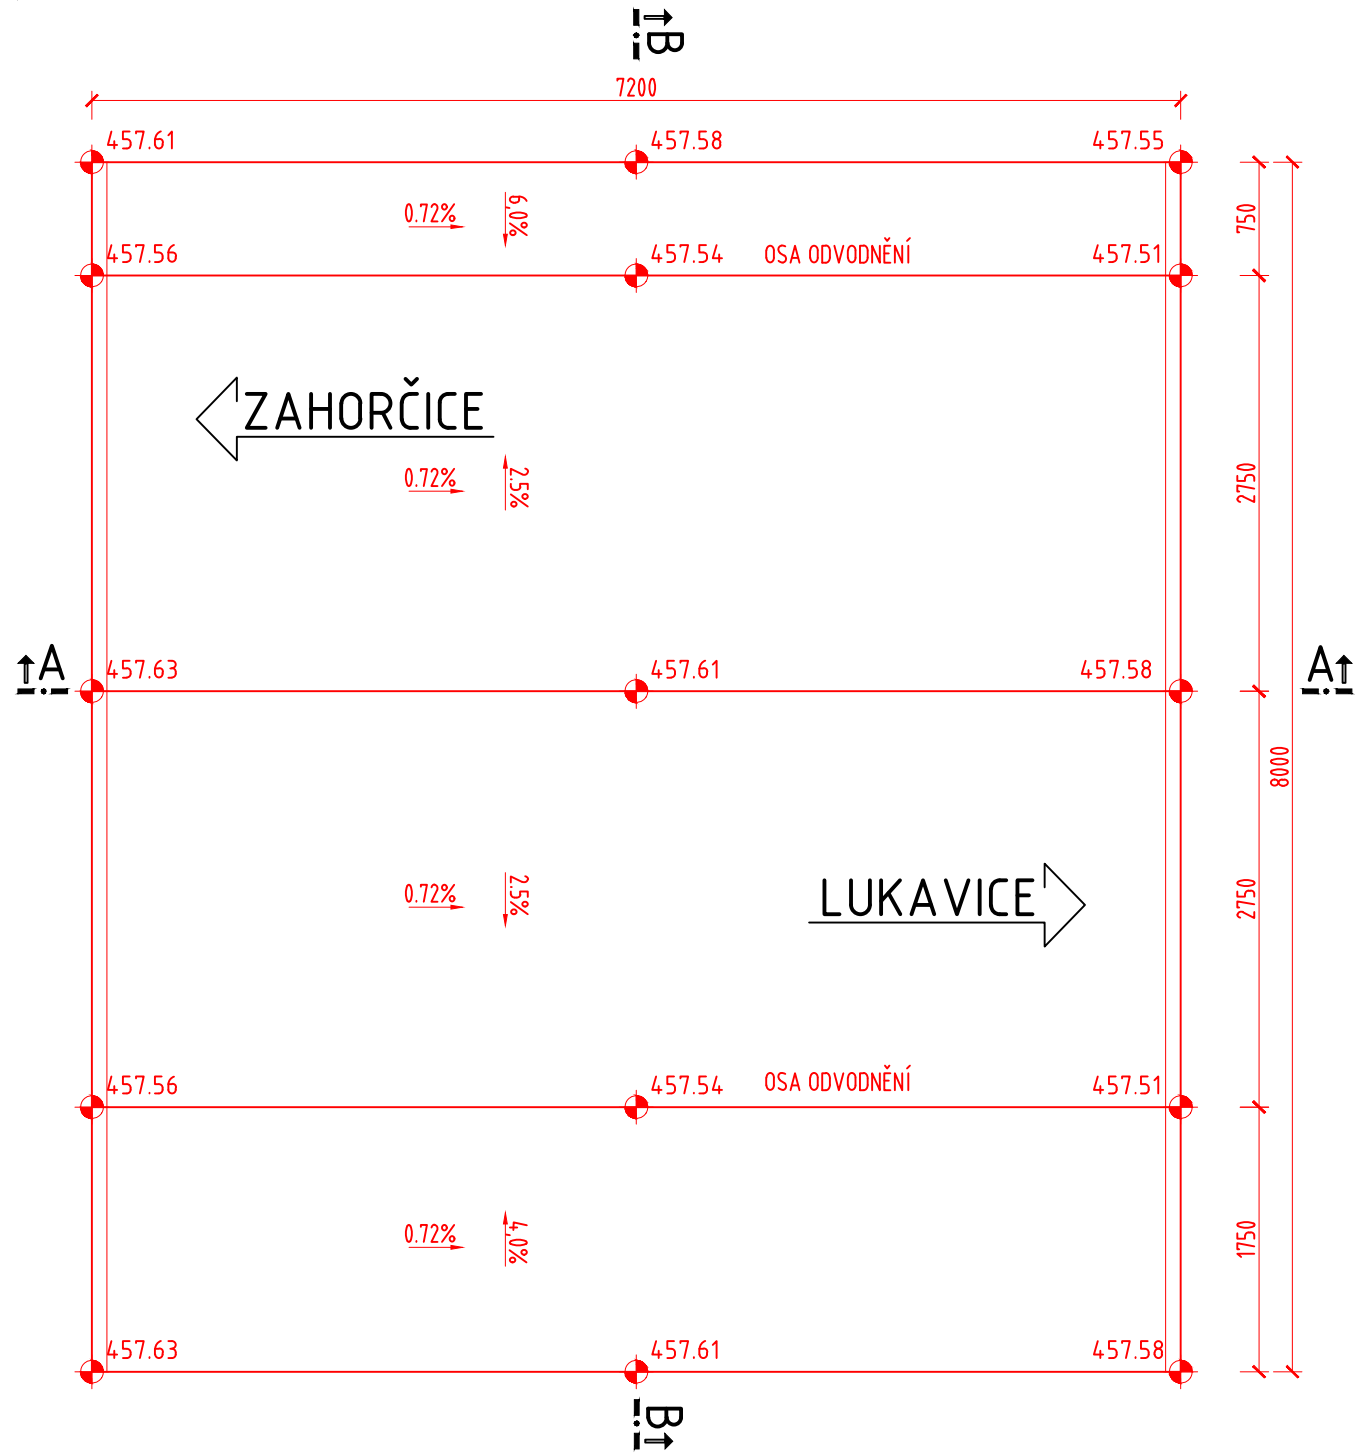 B
7200
457.61 457.58 457.55
0.72% 6,0% 750
457.56 457.54 OSA ODVODNĚNÍ 457.51
ZAHORČICE
0.72% 2.5% 2750
A 457.63 457.61 457.58 A
8000
0.72% 2.5% LUKAVICE 2750
457.56 457.54 OSA ODVODNĚNÍ 457.51
0.72% 4,0% 1750
457.63 457.61 457.58
B